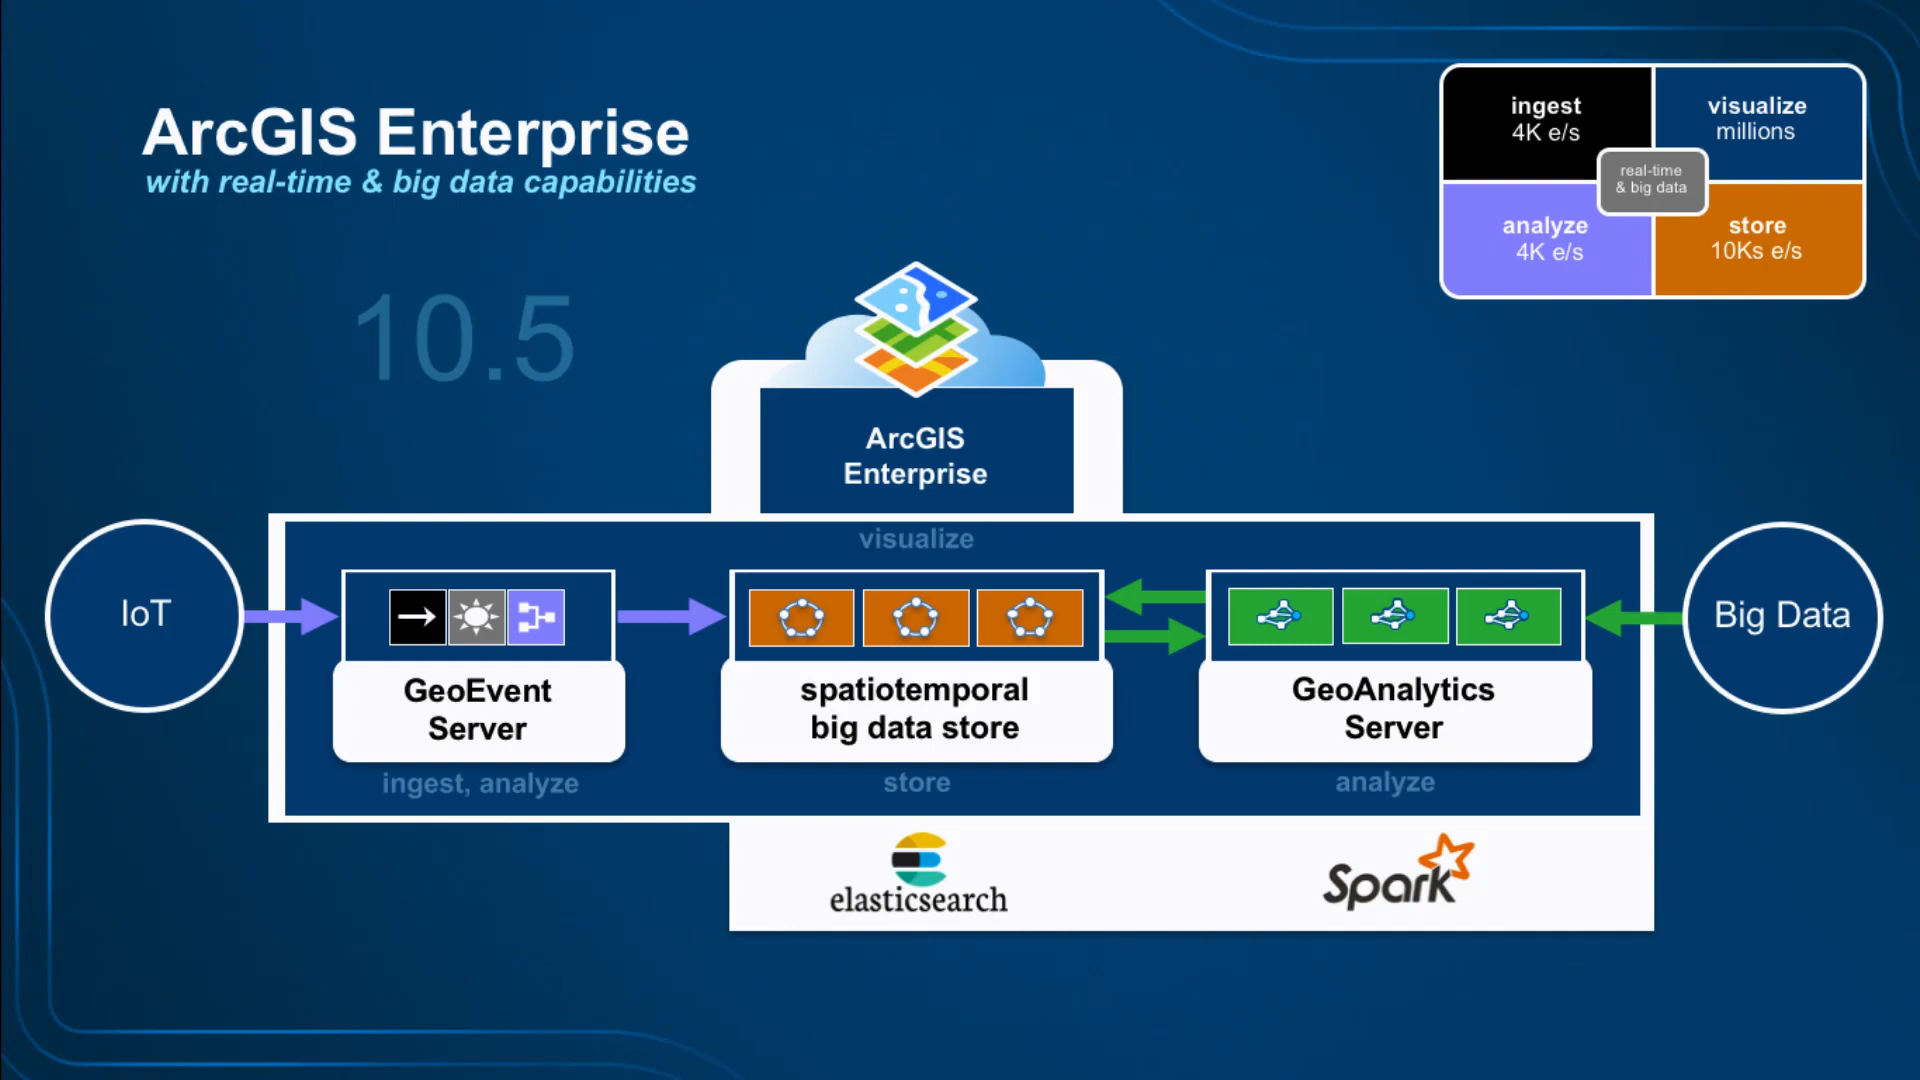 ArcGIS Enterprise
with real-time & big data capabilities
10.5
ingest
4K e/s
visualize
millions
real-time
& big data
analyze
4K e/s
store
10Ks e/s
ArcGIS
Enterprise
visualize
IoT
Big Data
GeoEvent
Server
spatiotemporal
big data store
GeoAnalytics
Server
ingest, analyze
store
analyze
elasticsearch
Spark